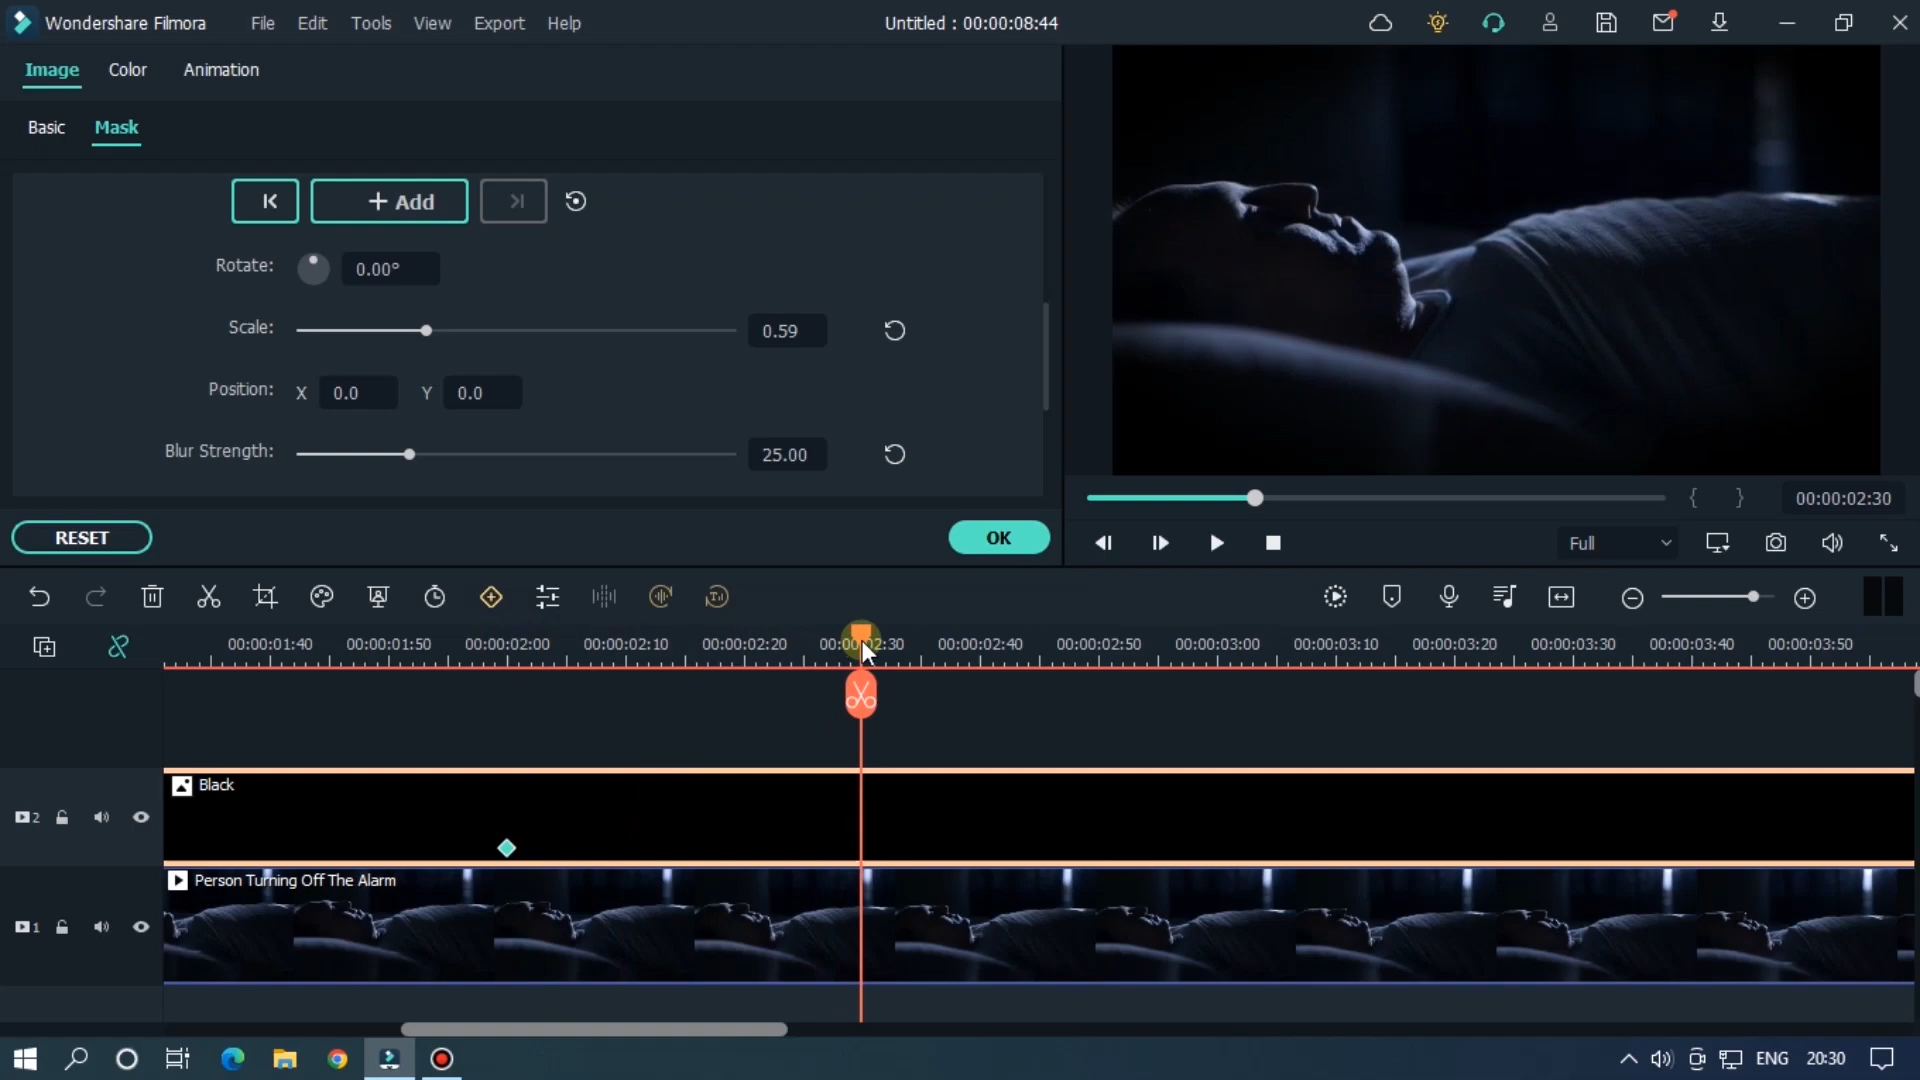 Wondershare Filmora File Edit Tools View Export Help Untitled : 00:00:08:44
Image Color Animation
Basic Mask
+ Add
Rotate: 0.00°
Scale: 0.59
Position: X 0.0 Y 0.0
Blur Strength: 25.00
{ } 00:00:02:30
RESET OK
Full
00:00:01:40 00:00:01:50 00:00:02:00 00:00:02:10 00:00:02:20 00:00:02:30 00:00:02:40 00:00:02:50 00:00:03:00 00:00:03:10 00:00:03:20 00:00:03:30 00:00:03:40 00:00:03:50
Black
2
Person Turning Off The Alarm
1
ENG 20:30